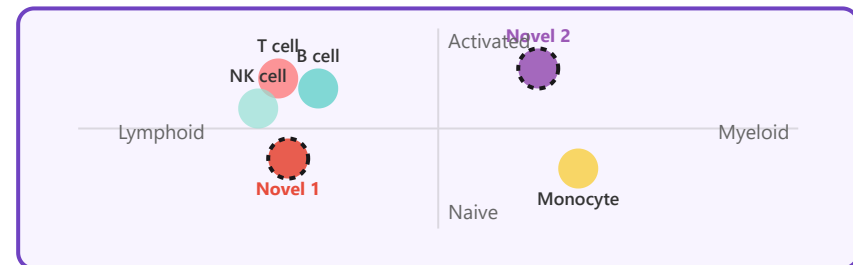 Novel 2
Activated
T cell
B cell
NK cell
Lymphoid
Myeloid
Novel 1
Monocyte
Naive